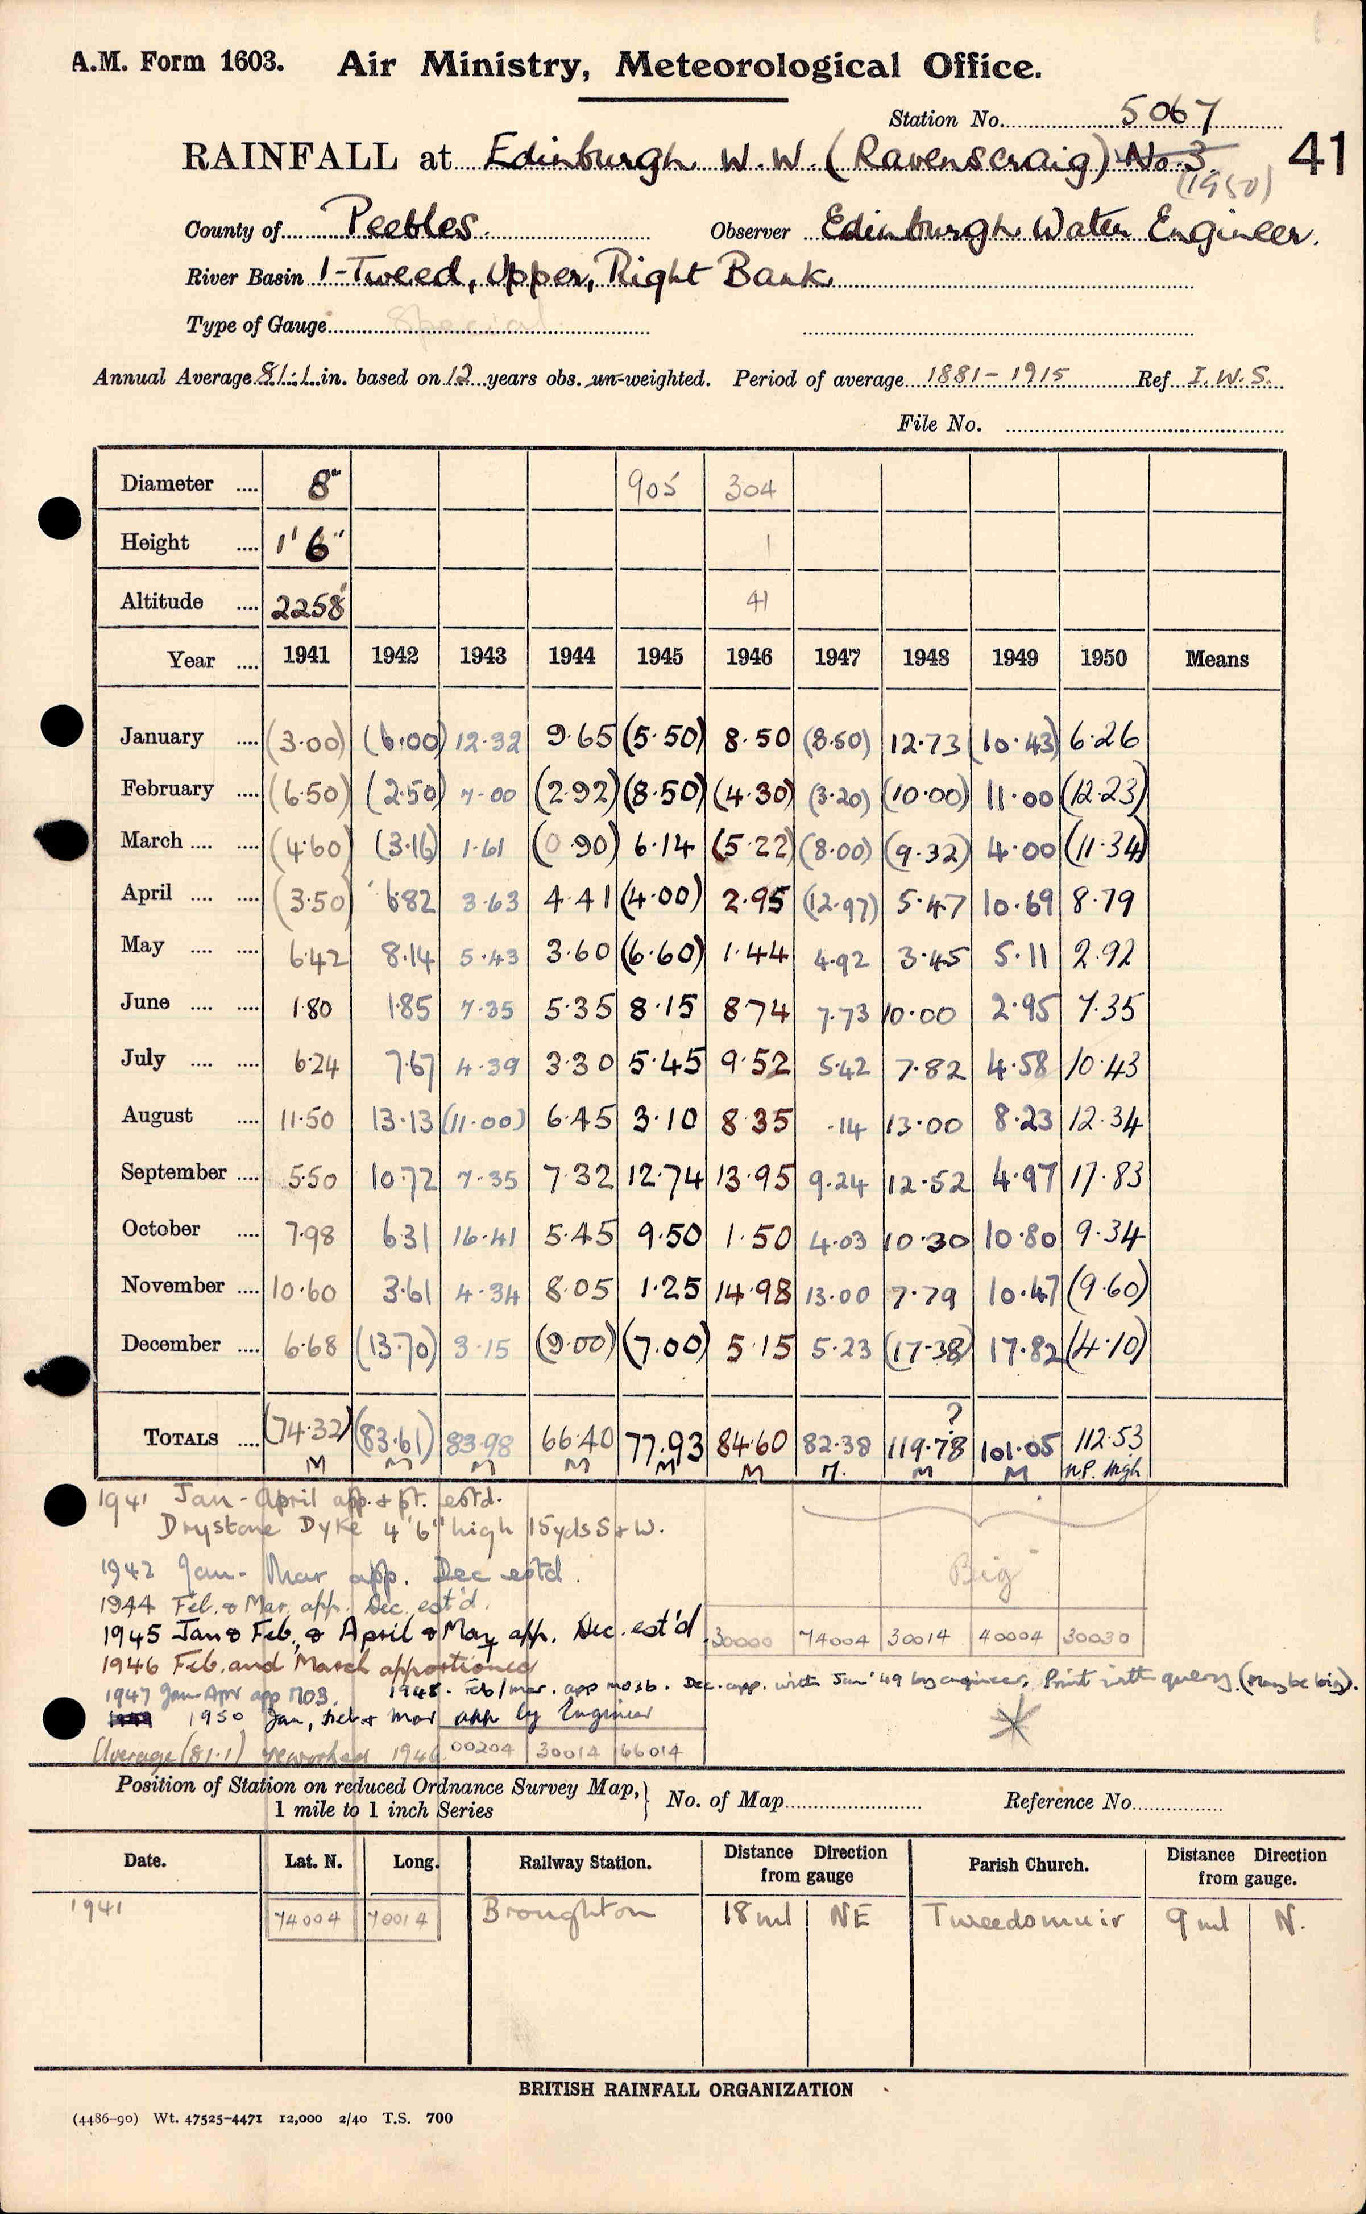 A.M. Form 1603. Air Ministry, Meteorological Office.
Station No. 5067
RAINFALL at Edinburgh W.W. (Ravenscraig) No.3. 41
(1950)
County of Peebles. Observer Edinburgh Water Engineer.
River Basin 1-Tweed, Upper, Right Bank
Type of Gauge Special
Annual Average 81.1 in. based on 12 years obs. un-weighted. Period of average 1881-1915 Ref I.W.S.
File No.
Diameter .... 8" 905 304
Height .... 1' 6" 1
Altitude .... 2258' 41
Year .... 1941 1942 1943 1944 1945 1946 1947 1948 1949 1950 Means
January .... (3.00) (6.00) 12.32 9.65 (5.50) 8.50 (8.50) 12.73 (10.43) 6.26
February .... (6.50) (2.50) 7.00 (2.92) (8.50) (4.30) (3.20) (10.00) 11.00 (12.23)
March .... .... (4.60) (3.16) 1.61 (0.90) 6.14 (5.22) (8.00) (9.32) 4.00 (11.34)
April .... .... (3.50) 6.82 3.63 4.41 (4.00) 2.95 (12.97) 5.47 10.69 8.79
May .... .... 6.42 8.14 5.43 3.60 (6.60) 1.44 4.92 3.45 5.11 2.92
June .... .... 1.80 1.85 7.35 5.35 8.15 8.74 7.73 10.00 2.95 7.35
July .... .... 6.24 7.67 4.39 3.30 5.45 9.52 5.42 7.82 4.58 10.43
August .... 11.50 13.13 (11.00) 6.45 3.10 8.35 .14 13.00 8.23 12.34
September .... 5.50 10.72 7.35 7.32 12.74 13.95 9.24 12.52 4.97 17.83
October .... 7.98 6.31 16.41 5.45 9.50 1.50 4.03 10.30 10.80 9.34
November .... 10.60 3.61 4.34 8.05 1.25 14.98 13.00 7.79 10.47 (9.60)
December .... 6.68 (13.70) 3.15 (9.00) (7.00) 5.15 5.23 (17.38) 17.82 (4.10)
?
TOTALS .... (74.32) (83.61) 83.98 66.40 77.93 84.60 82.38 119.78 101.05 112.53
M M M M M M M. M M N.P. high
1941 Jan-April app. & pt. estd.
Drystone Dyke 4'6" high 15yds S & W.
1942 Jan- Mar app. Dec estd. Big
1944 Feb. & Mar. app. Dec. est'd.
1945 Jan & Feb., & April & May app. Dec. est'd 30000 74004 30014 40004 30030
1946 Feb. and March apportioned
1947 Jan-Apr app NO3. 1948. Feb/mar. app no 3b. Dec. app. with Jan '49 by engineer. Print with query. (Maybe big).
1950 Jan, Feb & Mar app by Engineer
Average (81.1) reworked 1946 00204 30014 66014
Position of Station on reduced Ordnance Survey Map, } No. of Map Reference No.
1 mile to 1 inch Series
Date. Lat. N. Long. Railway Station. Distance from gauge Direction Parish Church. Distance from gauge. Direction
1941 74004 70014 Broughton 18 ml NE Tweedsmuir 9 ml N.
BRITISH RAINFALL ORGANIZATION
(4486-90) Wt. 47525-4471 12,000 2/40 T.S. 700